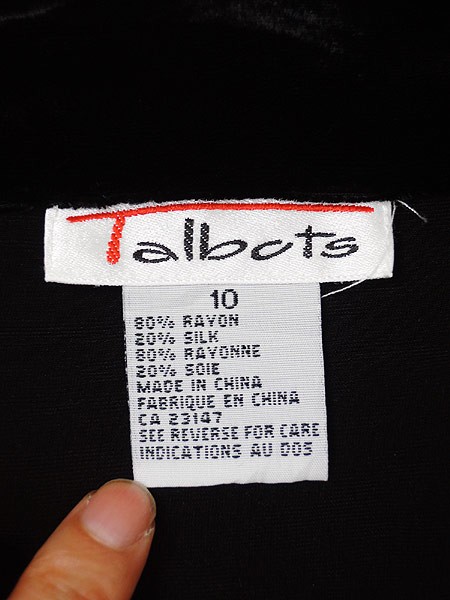 Talbots
10
80% RAYON
20% SILK
80% RAYONNE
20% SOIE
MADE IN CHINA
FABRIQUE EN CHINA
CA 23147
SEE REVERSE FOR CARE
INDICATIONS AU DOS